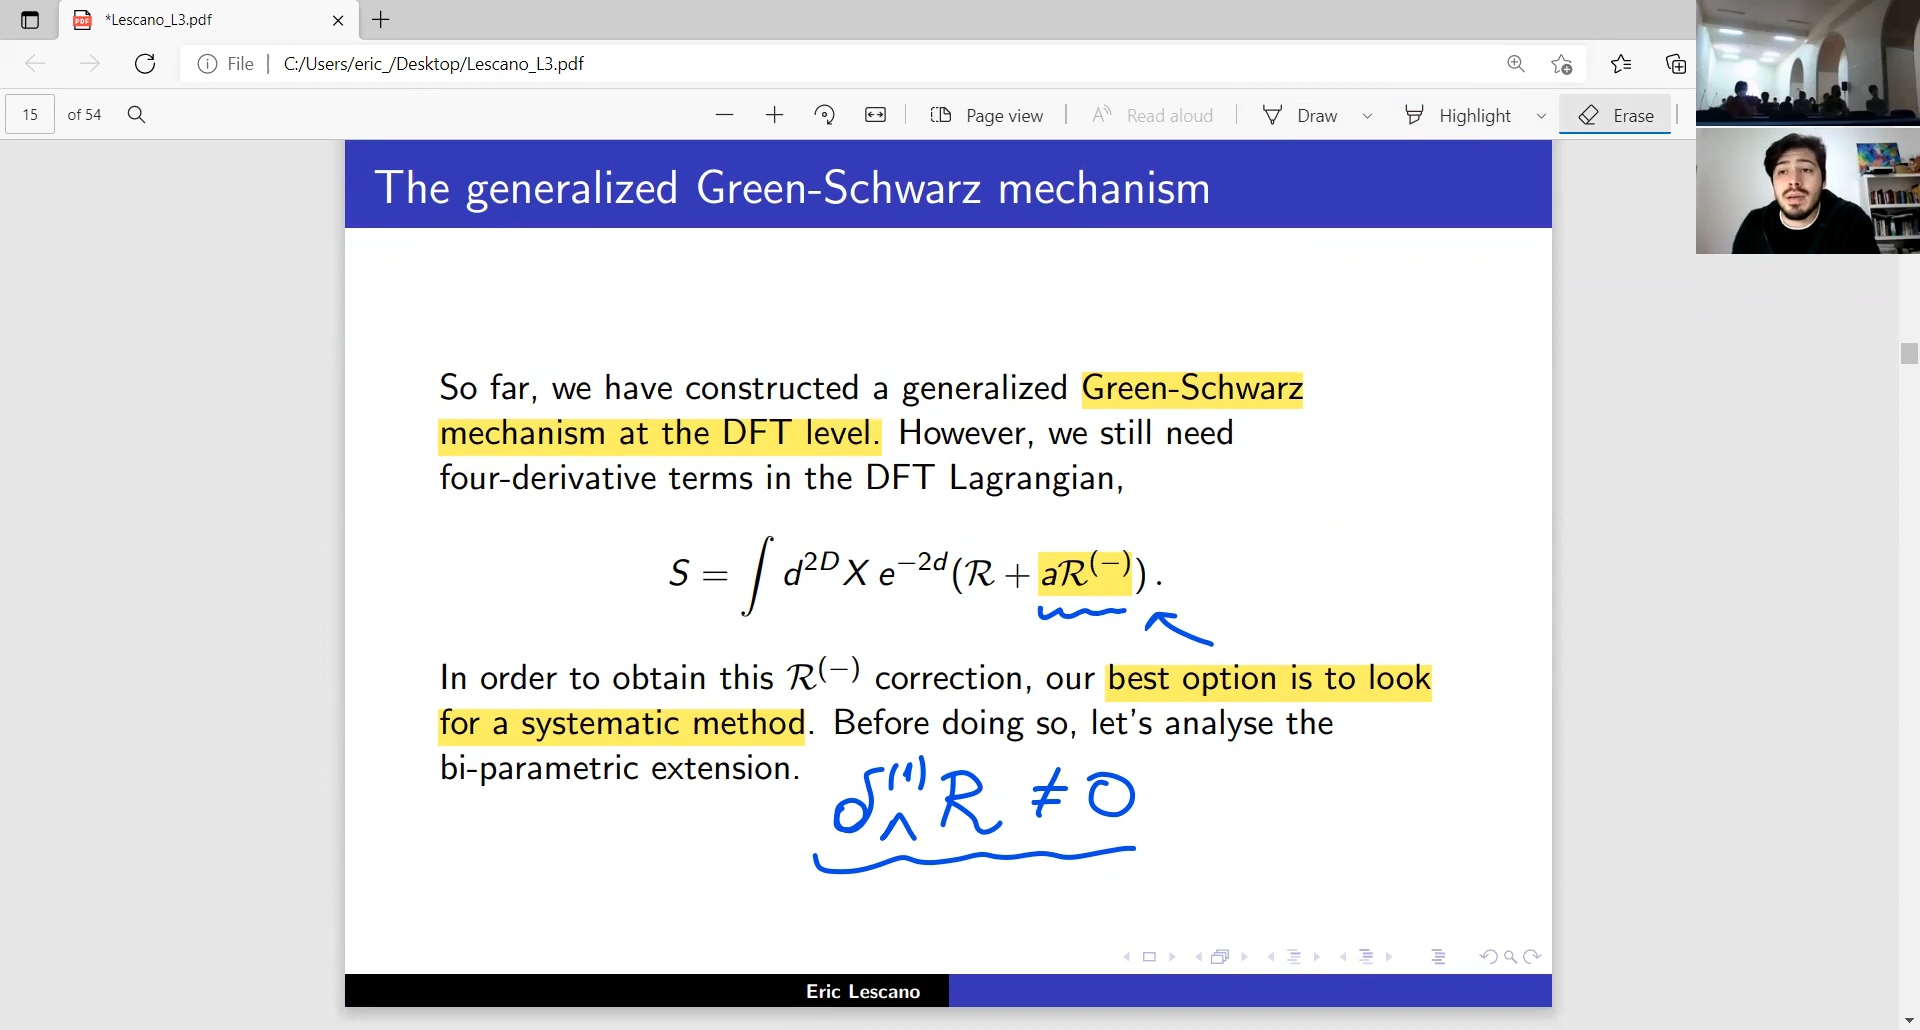 *Lescano_L3.pdf
File | C:/Users/eric_/Desktop/Lescano_L3.pdf
15 of 54 Page view Read aloud Draw Highlight Erase
The generalized Green-Schwarz mechanism
So far, we have constructed a generalized Green-Schwarz
mechanism at the DFT level. However, we still need
four-derivative terms in the DFT Lagrangian,
S = ∫ d^{2D}X e^{−2d}(ℛ + aℛ^{(−)}) .
In order to obtain this ℛ^{(−)} correction, our best option is to look
for a systematic method. Before doing so, let's analyse the
bi-parametric extension.
δ_Λ^{(1)} R ≠ 0
Eric Lescano